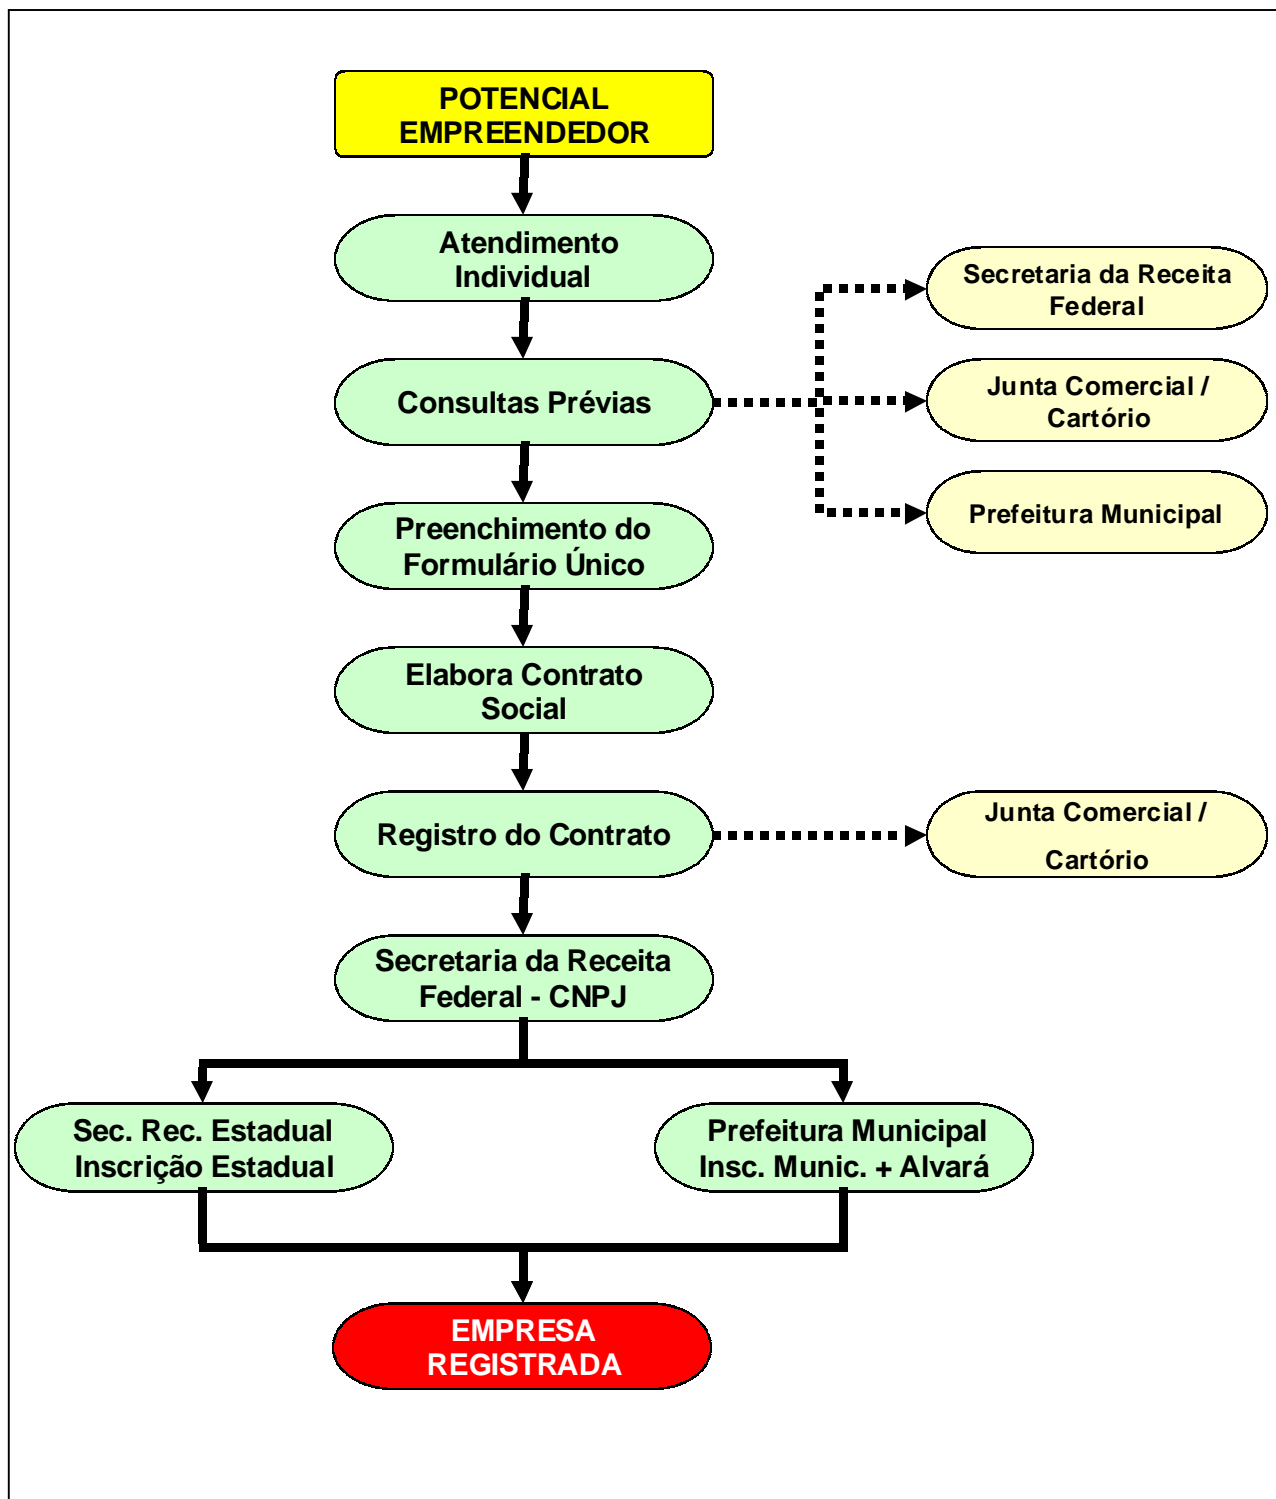 POTENCIAL
EMPREENDEDOR
Atendimento
Individual
Secretaria da Receita
Federal
Consultas Prévias
Junta Comercial /
Cartório
Prefeitura Municipal
Preenchimento do
Formulário Único
Elabora Contrato
Social
Registro do Contrato
Junta Comercial /
Cartório
Secretaria da Receita
Federal - CNPJ
Sec. Rec. Estadual
Inscrição Estadual
Prefeitura Municipal
Insc. Munic. + Alvará
EMPRESA
REGISTRADA